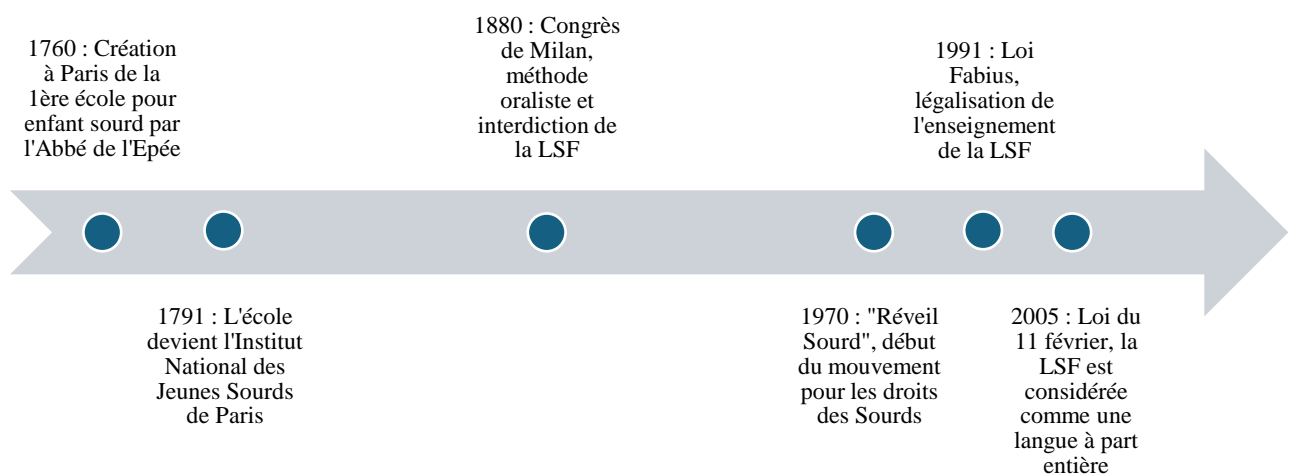 1760 : Création
à Paris de la
1ère école pour
enfant sourd par
l'Abbé de l'Epée
1791 : L'école
devient l'Institut
National des
Jeunes Sourds
de Paris
1880 : Congrès
de Milan,
méthode
oraliste et
interdiction de
la LSF
1970 : "Réveil
Sourd", début
du mouvement
pour les droits
des Sourds
1991 : Loi
Fabius,
légalisation de
l'enseignement
de la LSF
2005 : Loi du
11 février, la
LSF est
considérée
comme une
langue à part
entière